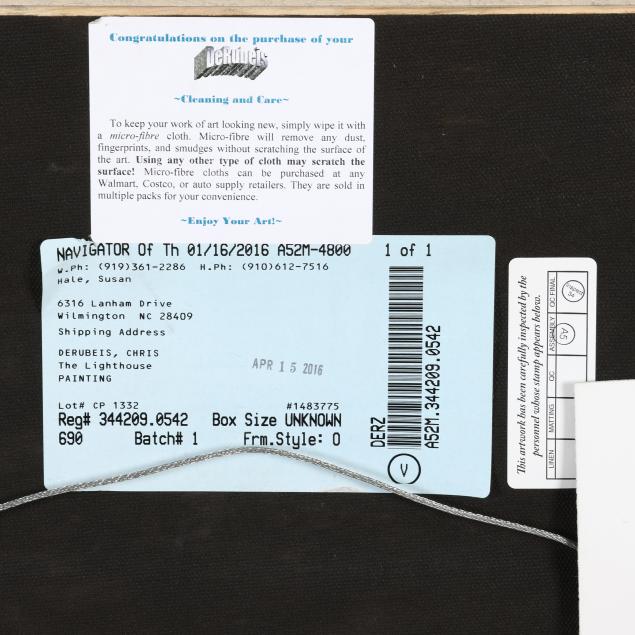 Congratulations on the purchase of your
DeRubeis
~Cleaning and Care~
To keep your work of art looking new, simply wipe it with
a micro-fibre cloth. Micro-fibre will remove any dust,
fingerprints, and smudges without scratching the surface of
the art. Using any other type of cloth may scratch the
surface! Micro-fibre cloths can be purchased at any
Walmart, Costco, or auto supply retailers. They are sold in
multiple packs for your convenience.
~Enjoy Your Art!~
NAVIGATOR Of Th 01/16/2016 A52M-4800 1 of 1
W.Ph: (919)361-2286 H.Ph: (910)612-7516
Hale, Susan
6316 Lanham Drive
Wilmington NC 28409
Shipping Address
DERUBEIS, CHRIS
The Lighthouse
PAINTING
APR 15 2016
Lot# CP 1332 #1483775
Reg# 344209.0542 Box Size UNKNOWN
690 Batch# 1 Frm.Style: 0
DERZ
A52M.344209.0542
V
This artwork has been carefully inspected by the
personnel whose stamp appears below.
LINEN MATTING QC ASSEMBLY QC FINAL
A5